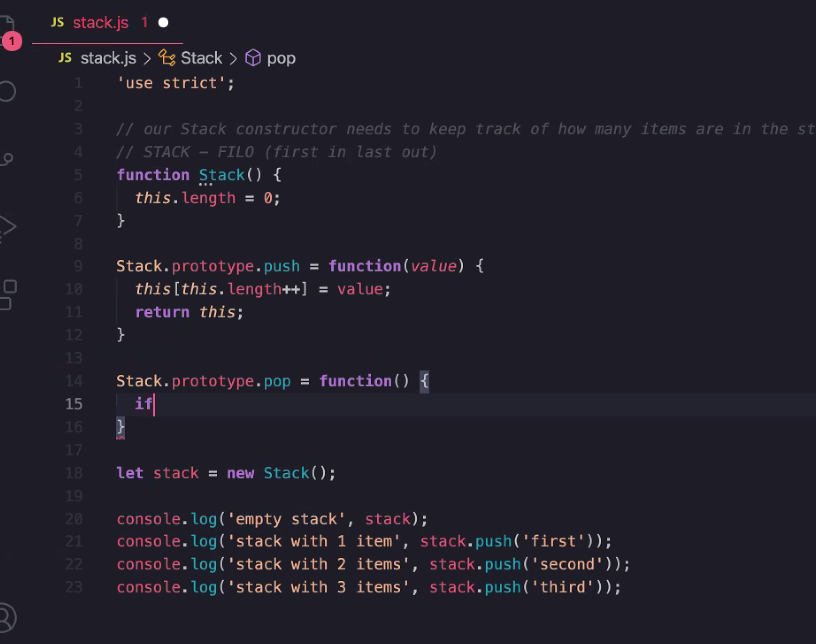 JS stack.js 1
1
JS stack.js > Stack > pop
1 'use strict';
2
3 // our Stack constructor needs to keep track of how many items are in the st
4 // STACK – FILO (first in last out)
5 function Stack() {
6 this.length = 0;
7 }
8
9 Stack.prototype.push = function(value) {
10 this[this.length++] = value;
11 return this;
12 }
13
14 Stack.prototype.pop = function() {
15 if
16 }
17
18 let stack = new Stack();
19
20 console.log('empty stack', stack);
21 console.log('stack with 1 item', stack.push('first'));
22 console.log('stack with 2 items', stack.push('second'));
23 console.log('stack with 3 items', stack.push('third'));